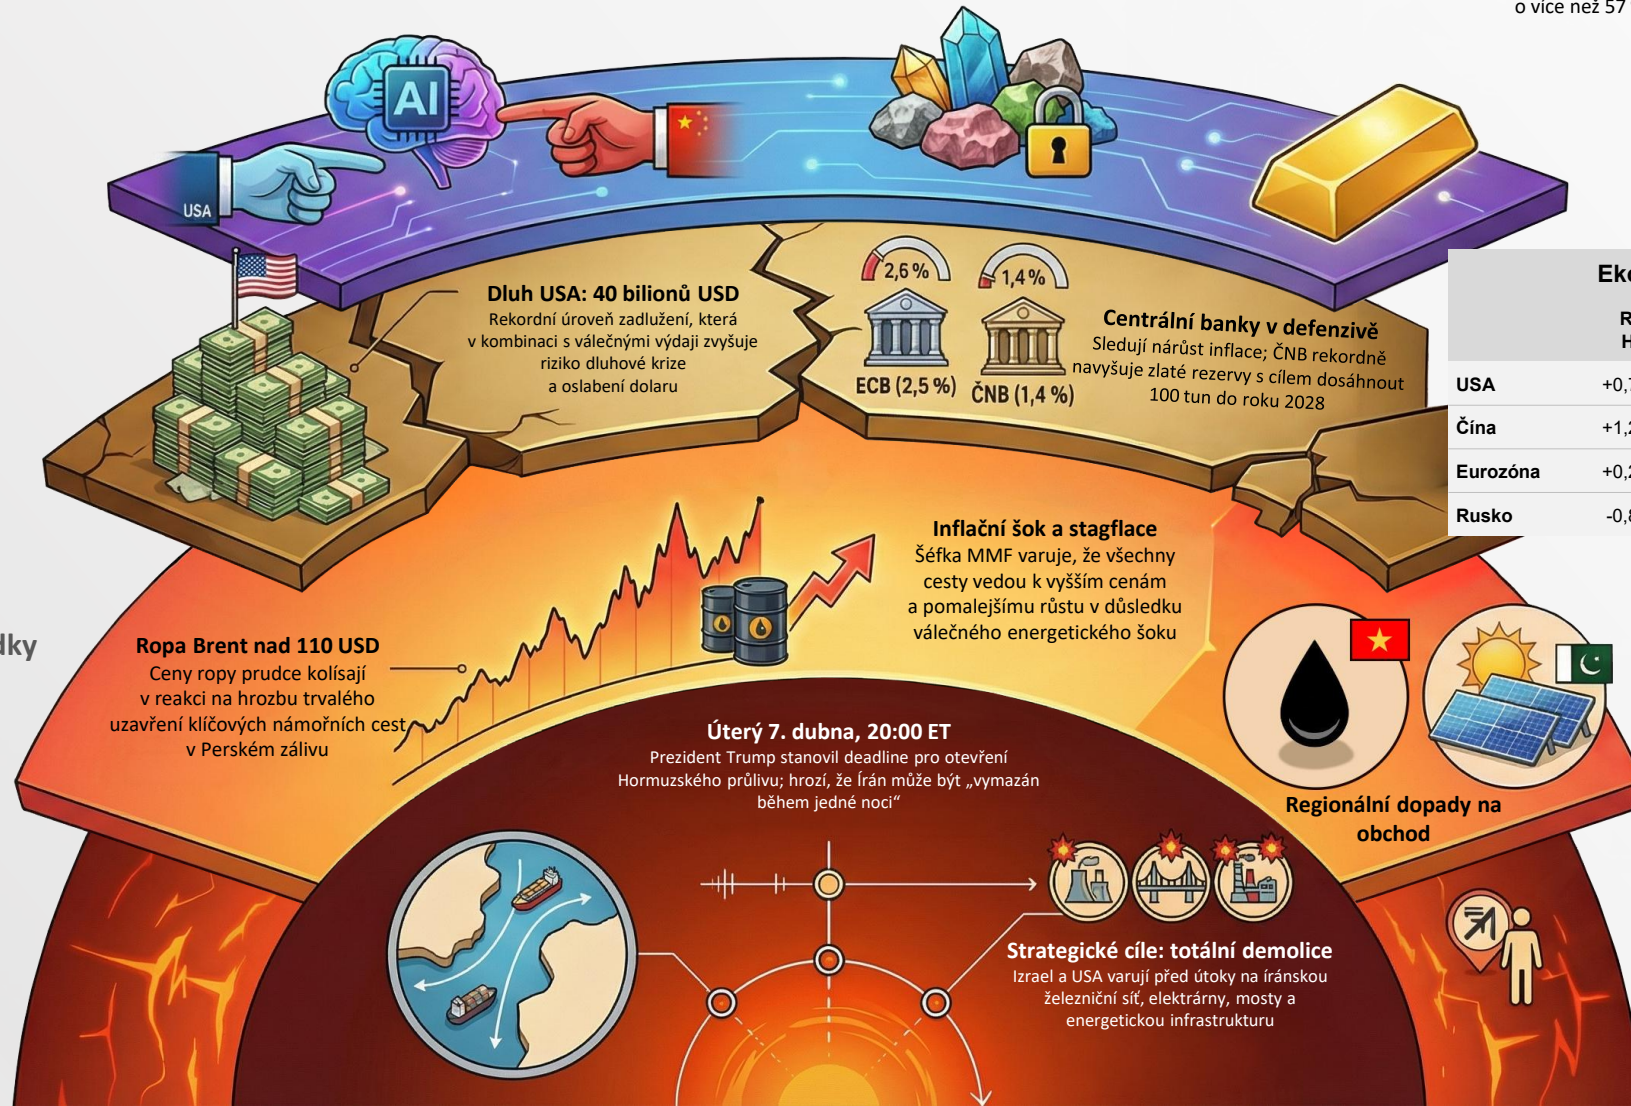 o více než 57
AI
USA
Dluh USA: 40 bilionů USD
Rekordní úroveň zadlužení, která
v kombinaci s válečnými výdaji zvyšuje
riziko dluhové krize
a oslabení dolaru
2,6 %
1,4 %
ECB (2,5 %)
ČNB (1,4 %)
Centrální banky v defenzivě
Sledují nárůst inflace; ČNB rekordně
navyšuje zlaté rezervy s cílem dosáhnout
100 tun do roku 2028
USA +0,7
Čína +1,2
Eurozóna +0,2
Rusko -0,8
Inflační šok a stagflace
Šéfka MMF varuje, že všechny
cesty vedou k vyšším cenám
a pomalejšímu růstu v důsledku
válečného energetického šoku
Ropa Brent nad 110 USD
Ceny ropy prudce kolísají
v reakci na hrozbu trvalého
uzavření klíčových námořních cest
v Perském zálivu
Úterý 7. dubna, 20:00 ET
Prezident Trump stanovil deadline pro otevření
Hormuzského průlivu; hrozí, že Írán může být „vymazán
během jedné noci“
Regionální dopady na
obchod
Strategické cíle: totální demolice
Izrael a USA varují před útoky na íránskou
železniční síť, elektrárny, mosty a
energetickou infrastrukturu